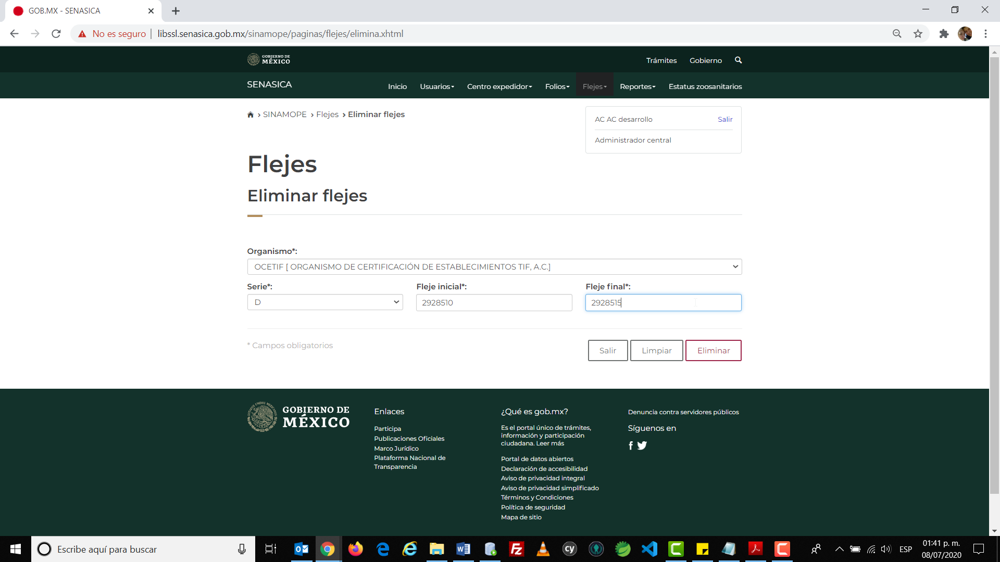 GOB.MX - SENASICA
No es seguro | libssl.senasica.gob.mx/sinamope/paginas/flejes/elimina.xhtml
GOBIERNO DE
MÉXICO
Trámites Gobierno
SENASICA
Inicio Usuarios Centro expedidor Folios Flejes Reportes Estatus zoosanitarios
SINAMOPE Flejes Eliminar flejes
AC AC desarrollo Salir
Administrador central
Flejes
Eliminar flejes
Organismo*:
OCETIF [ ORGANISMO DE CERTIFICACIÓN DE ESTABLECIMIENTOS TIF, A.C.]
Serie*: Fleje inicial*: Fleje final*:
D 2928510 2928515
* Campos obligatorios
Salir Limpiar Eliminar
GOBIERNO DE
MÉXICO
Enlaces
Participa
Publicaciones Oficiales
Marco Jurídico
Plataforma Nacional de
Transparencia
¿Qué es gob.mx?
Es el portal único de trámites,
información y participación
ciudadana. Leer más
Portal de datos abiertos
Declaración de accesibilidad
Aviso de privacidad integral
Aviso de privacidad simplificado
Términos y Condiciones
Política de seguridad
Mapa de sitio
Denuncia contra servidores públicos
Síguenos en
Escribe aquí para buscar
ESP
01:41 p. m.
08/07/2020